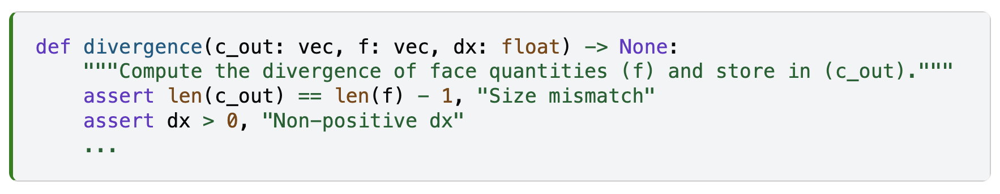 def divergence(c_out: vec, f: vec, dx: float) -> None:
    """Compute the divergence of face quantities (f) and store in (c_out)."""
    assert len(c_out) == len(f) - 1, "Size mismatch"
    assert dx > 0, "Non-positive dx"
    ...